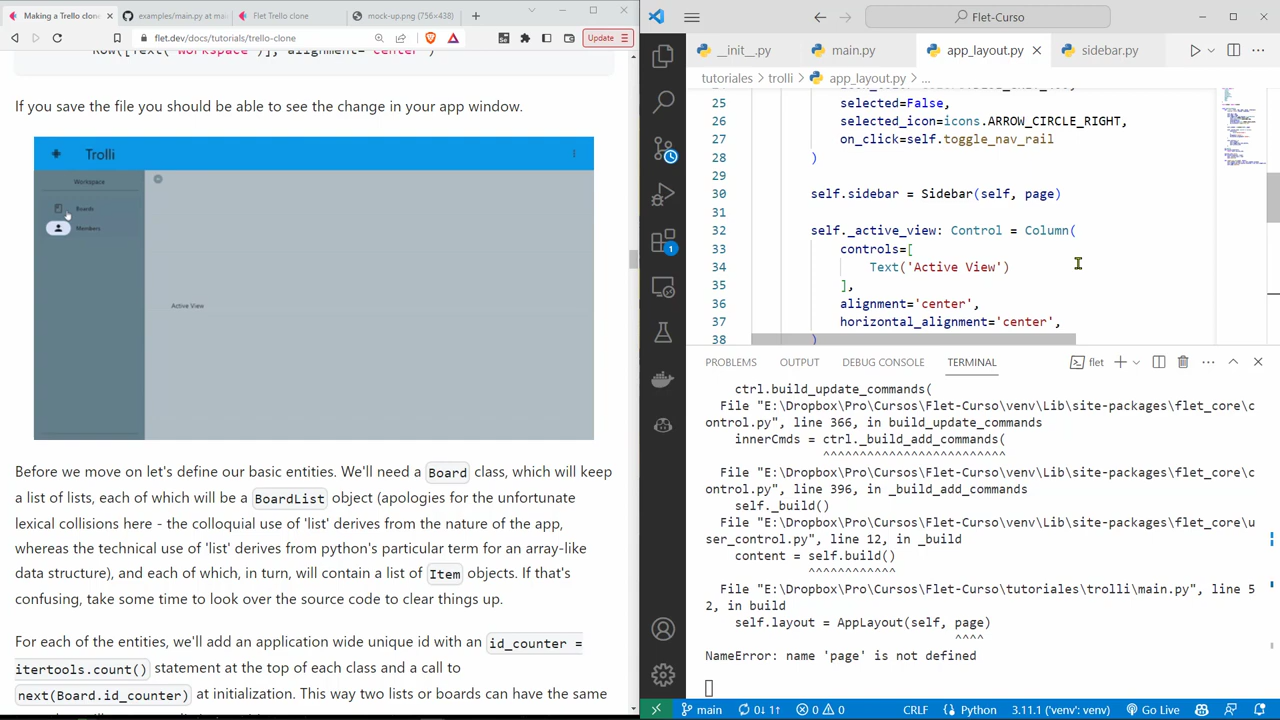 Making a Trello clone
examples/main.py at ma
Flet Trello clone
mock-up.png (756×438)
flet.dev/docs/tutorials/trello-clone
Update
If you save the file you should be able to see the change in your app window.
Trolli
Workspace
Boards
Members
Active View
Before we move on let's define our basic entities. We'll need a Board class, which will keep
a list of lists, each of which will be a BoardList object (apologies for the unfortunate
lexical collisions here - the colloquial use of 'list' derives from the nature of the app,
whereas the technical use of 'list' derives from python's particular term for an array-like
data structure), and each of which, in turn, will contain a list of Item objects. If that's
confusing, take some time to look over the source code to clear things up.
For each of the entities, we'll add an application wide unique id with an id_counter =
itertools.count() statement at the top of each class and a call to
next(Board.id_counter) at initialization. This way two lists or boards can have the same
Flet-Curso
__init__.py
main.py
app_layout.py
sidebar.py
tutoriales > trolli > app_layout.py > ...
25 selected=False,
26 selected_icon=icons.ARROW_CIRCLE_RIGHT,
27 on_click=self.toggle_nav_rail
28 )
29
30 self.sidebar = Sidebar(self, page)
31
32 self._active_view: Control = Column(
33 controls=[
34 Text('Active View')
35 ],
36 alignment='center',
37 horizontal_alignment='center',
38 )
PROBLEMS OUTPUT DEBUG CONSOLE TERMINAL
flet
ctrl.build_update_commands(
File "E:\Dropbox\Pro\Cursos\Flet-Curso\venv\Lib\site-packages\flet_core\c
ontrol.py", line 366, in build_update_commands
innerCmds = ctrl._build_add_commands(
^^^^^^^^^^^^^^^^^^^^^^^^^
File "E:\Dropbox\Pro\Cursos\Flet-Curso\venv\Lib\site-packages\flet_core\c
ontrol.py", line 396, in _build_add_commands
self._build()
File "E:\Dropbox\Pro\Cursos\Flet-Curso\venv\Lib\site-packages\flet_core\u
ser_control.py", line 12, in _build
content = self.build()
^^^^^^^^^^^^
File "E:\Dropbox\Pro\Cursos\Flet-Curso\tutoriales\trolli\main.py", line 5
2, in build
self.layout = AppLayout(self, page)
^^^^
NameError: name 'page' is not defined
main 0↓ 1↑ 0 0 CRLF Python 3.11.1 ('venv': venv) Go Live